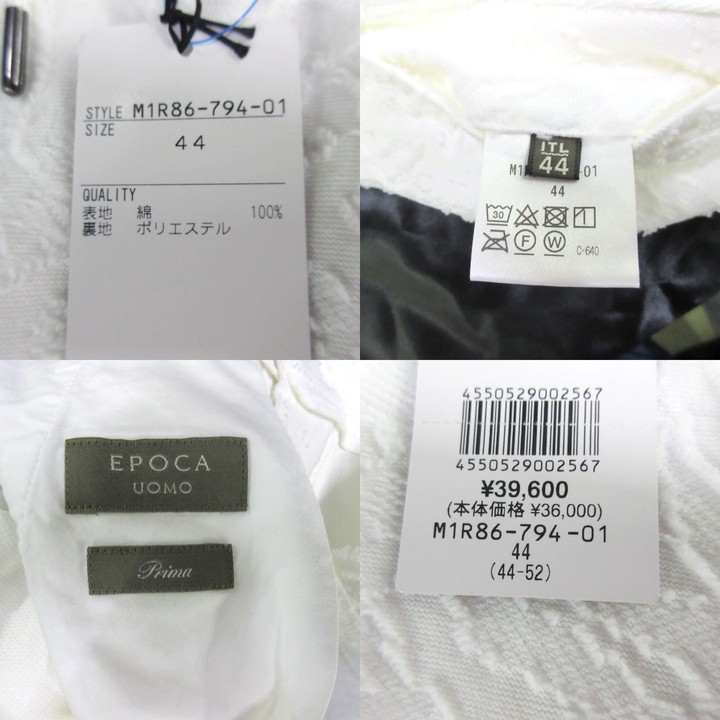 STYLE M1R86-794-01
SIZE
44
QUALITY
表地 綿 100%
裏地 ポリエステル
ITL
44
M1 -01
44
30
F W
C-640
EPOCA
UOMO
Prima
4550529002567
4550529002567
¥39,600
(本体価格 ¥36,000)
M1R86-794-01
44
(44-52)